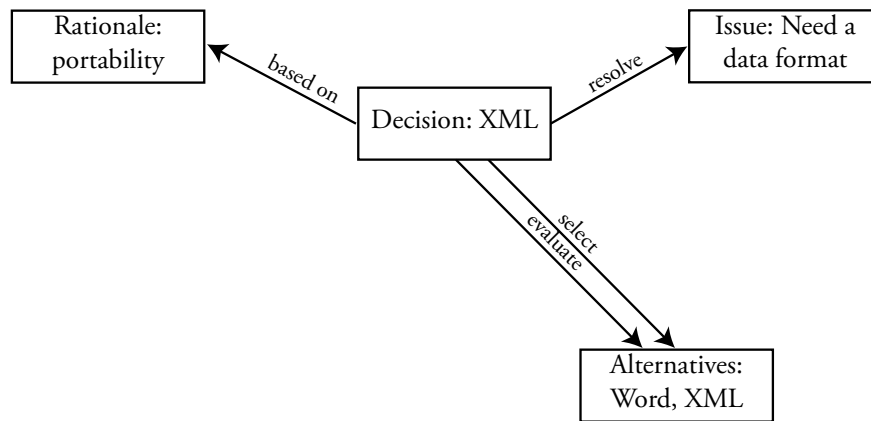 Rationale:
portability
Issue: Need a
data format
based on
resolve
Decision: XML
select
evaluate
Alternatives:
Word, XML